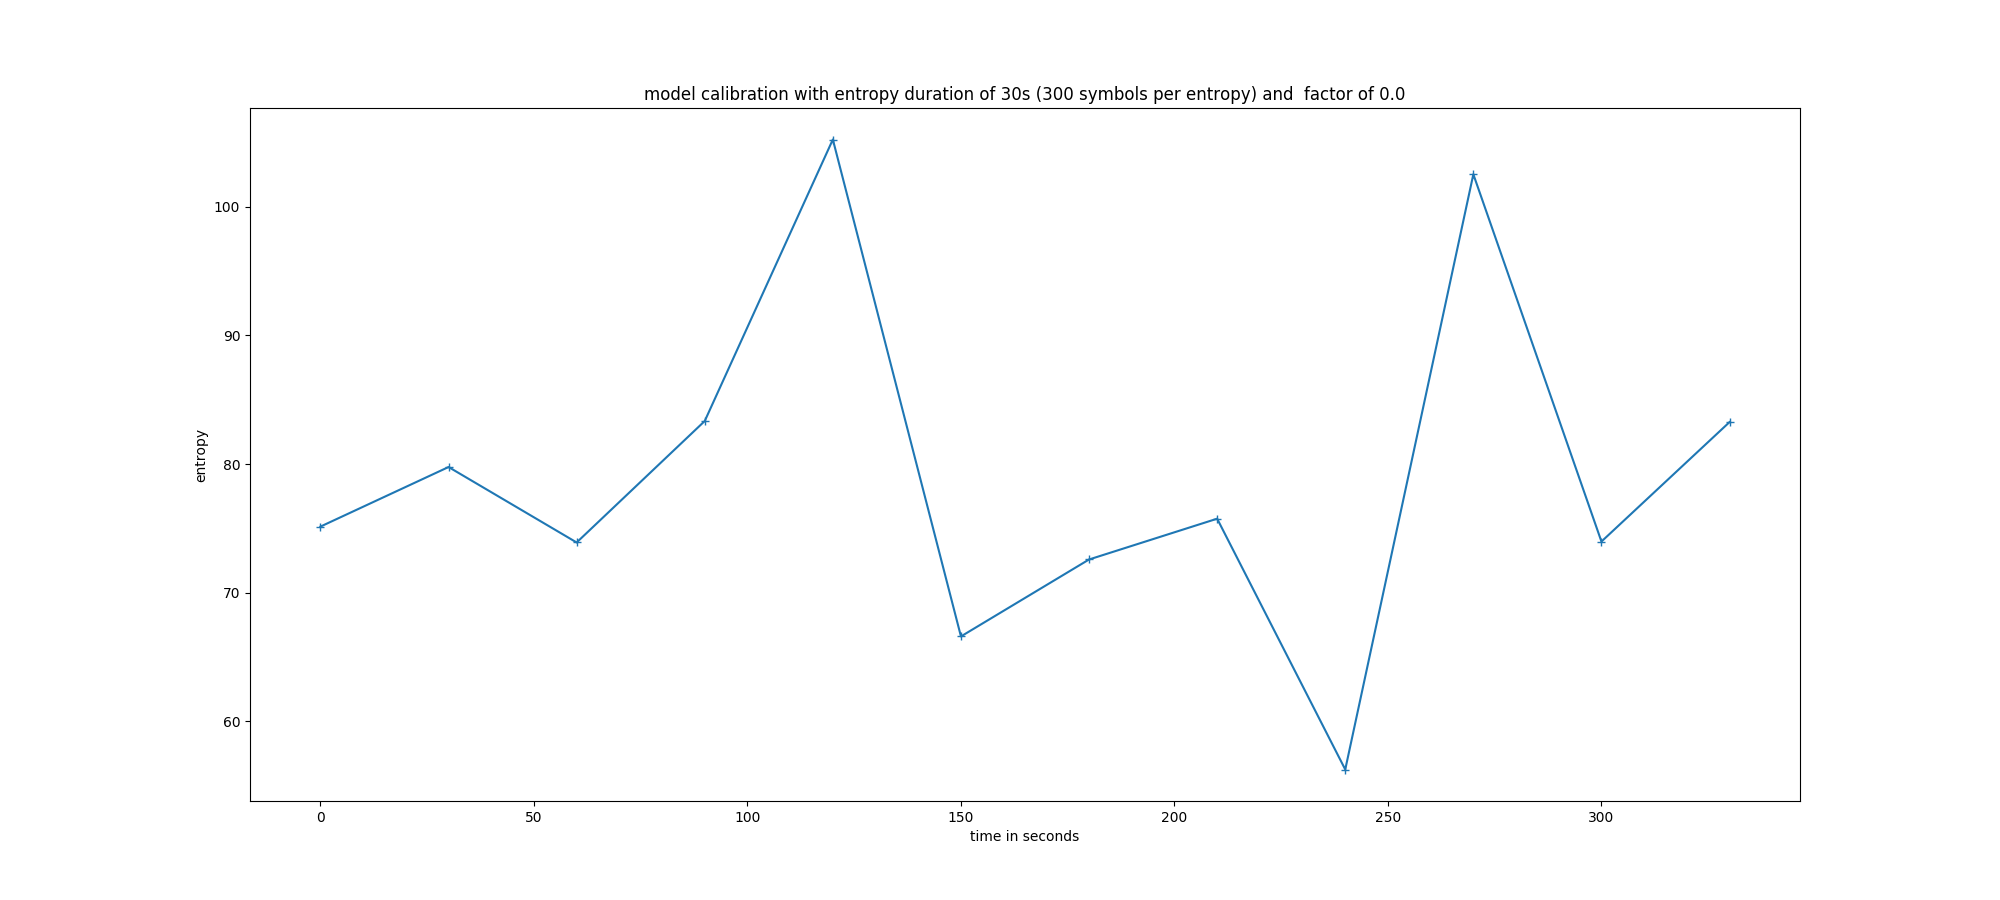 model calibration with entropy duration of 30s (300 symbols per entropy) and  factor of 0.0
entropy
100
90
80
70
60
0 50 100 150 200 250 300
time in seconds